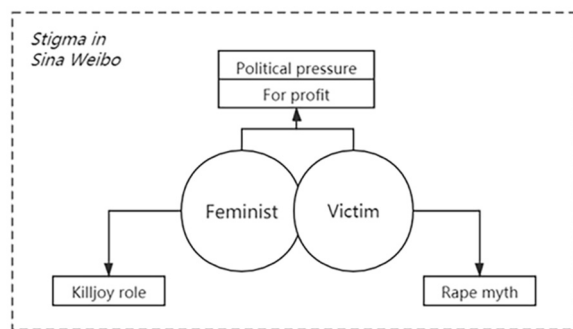 Stigma in
Sina Weibo
Political pressure
For profit
Feminist
Victim
Killjoy role
Rape myth